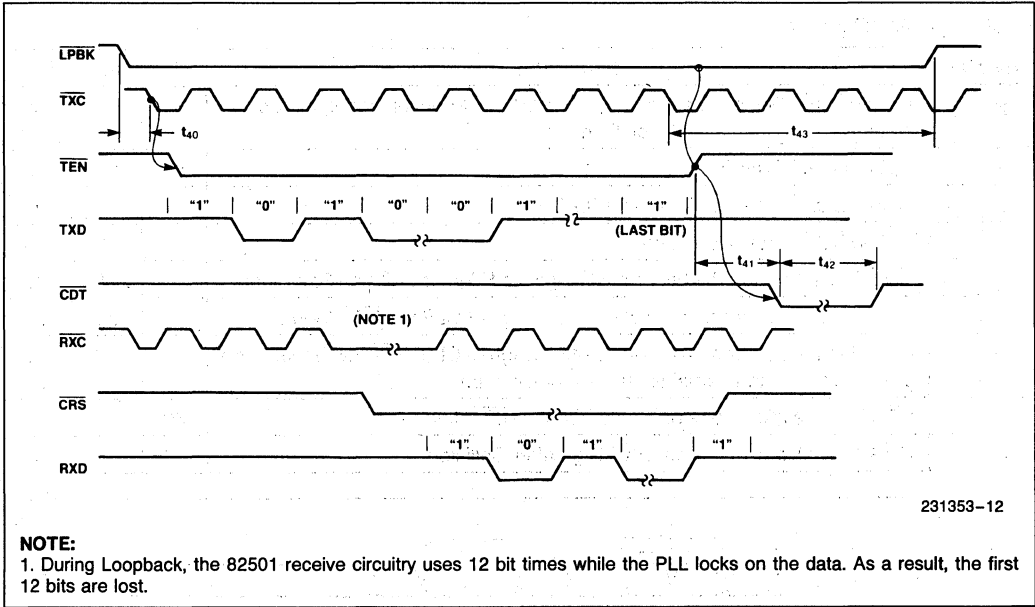 LPBK
TXC
t40
t43
TEN
"1" "0" "1" "0" "0" "1" "1"
TXD
(LAST BIT)
t41 t42
CDT
(NOTE 1)
RXC
CRS
"1" "0" "1" "1"
RXD
231353-12
NOTE:
1. During Loopback, the 82501 receive circuitry uses 12 bit times while the PLL locks on the data. As a result, the first
12 bits are lost.